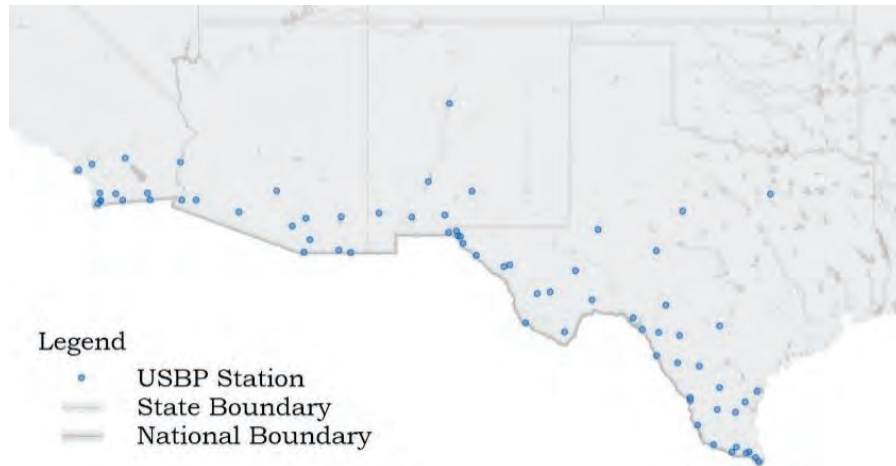 Legend
USBP Station
State Boundary
National Boundary